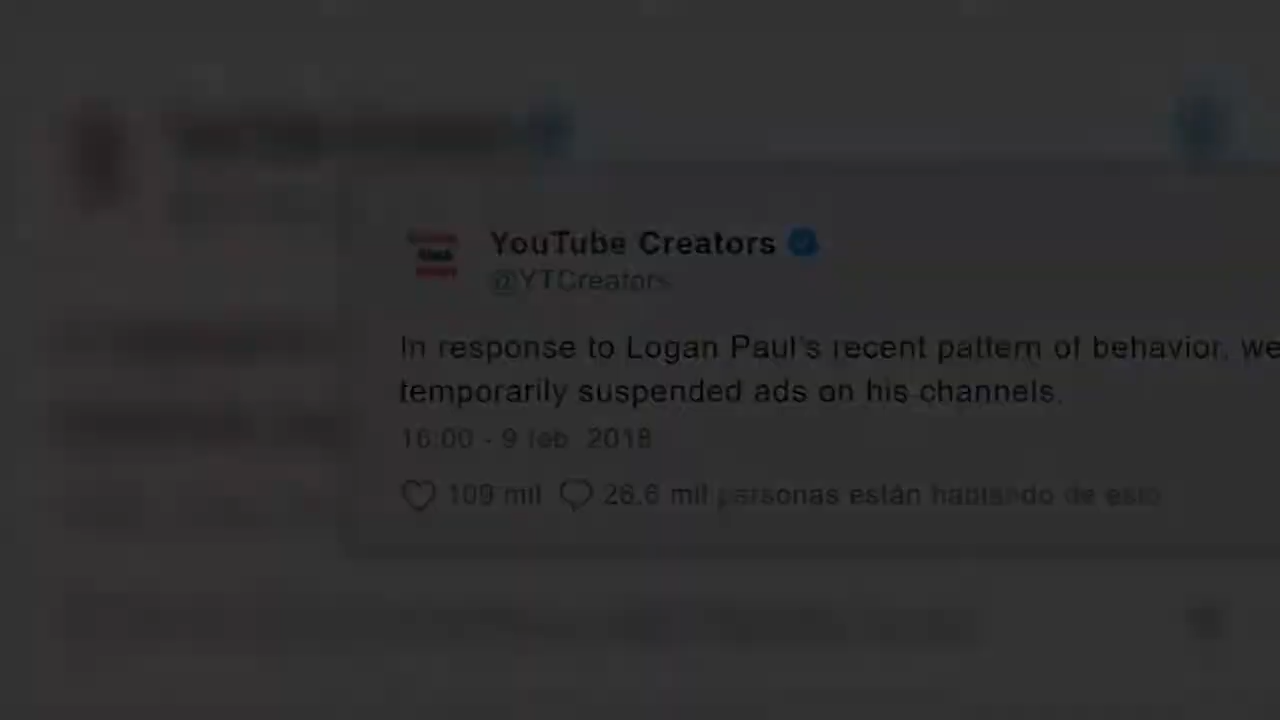 YouTube Creators
@YTCreators
In response to Logan Paul's recent pattern of behavior, we
temporarily suspended ads on his channels.
16:00 - 9 feb. 2018
109 mil 26.6 mil personas están hablando de esto